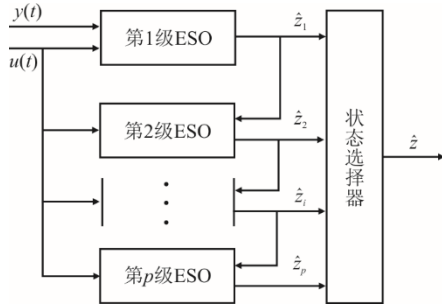 y(t)
u(t)
第1级ESO
ẑ₁
第2级ESO
ẑ₂
ẑᵢ
第p级ESO
ẑₚ
状态选择器
ẑ